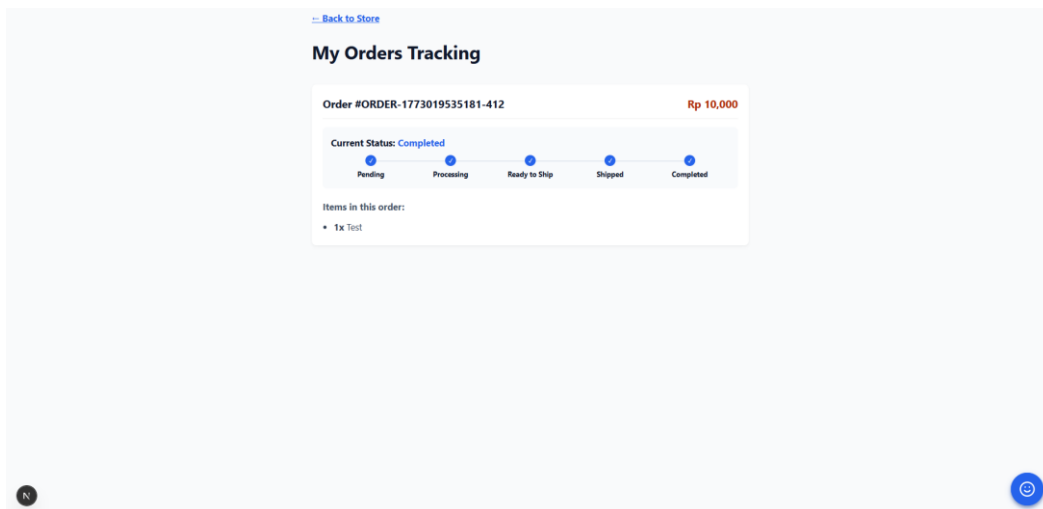 ← Back to Store
My Orders Tracking
Order #ORDER-1773019535181-412 Rp 10,000
Current Status: Completed
✓ ✓ ✓ ✓ ✓
Pending Processing Ready to Ship Shipped Completed
Items in this order:
• 1x Test
N